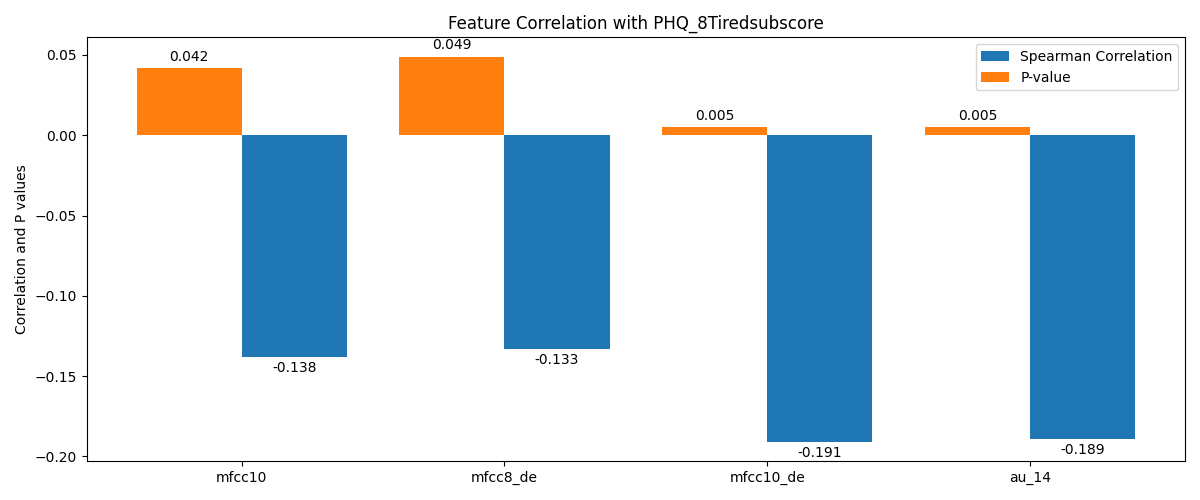 Feature Correlation with PHQ_8Tiredsubscore
Spearman Correlation
P-value
Correlation and P values
0.05
0.00
−0.05
−0.10
−0.15
−0.20
0.042
0.049
0.005
0.005
-0.138
-0.133
-0.191
-0.189
mfcc10
mfcc8_de
mfcc10_de
au_14